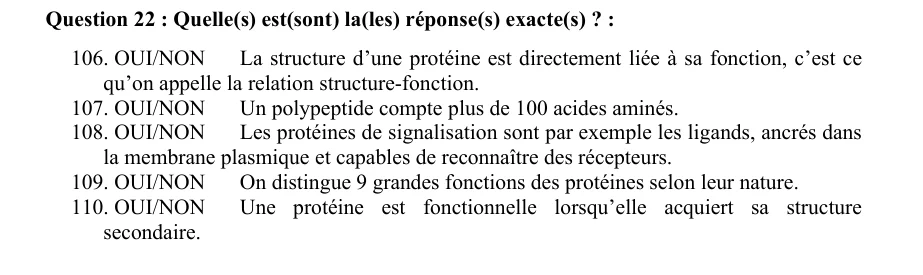 Question 22 : Quelle(s) est(sont) la(les) réponse(s) exacte(s) ? :
106. OUI/NON La structure d’une protéine est directement liée à sa fonction, c’est ce
qu’on appelle la relation structure-fonction.
107. OUI/NON Un polypeptide compte plus de 100 acides aminés.
108. OUI/NON Les protéines de signalisation sont par exemple les ligands, ancrés dans
la membrane plasmique et capables de reconnaître des récepteurs.
109. OUI/NON On distingue 9 grandes fonctions des protéines selon leur nature.
110. OUI/NON Une protéine est fonctionnelle lorsqu’elle acquiert sa structure
secondaire.